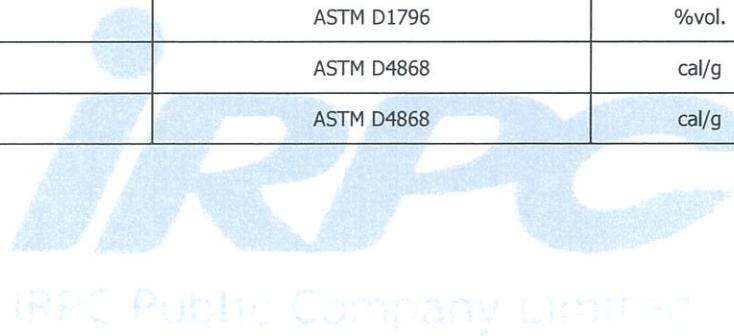 ASTM D1796 %vol.
ASTM D4868 cal/g
ASTM D4868 cal/g
IRPC
IRPC Public Company Limited